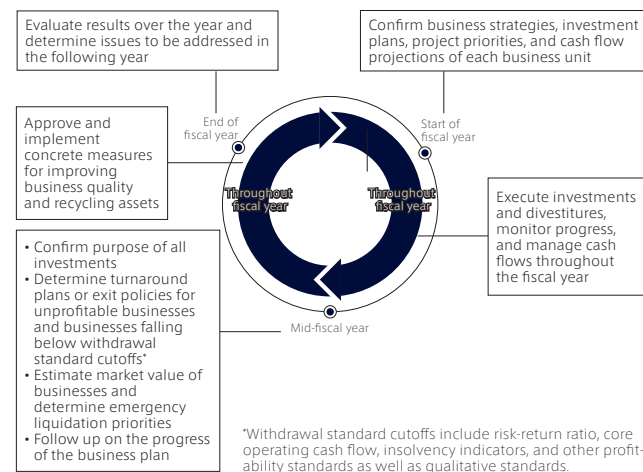 Evaluate results over the year and
determine issues to be addressed in
the following year
Confirm business strategies, investment
plans, project priorities, and cash flow
projections of each business unit
End of
fiscal year
Start of
fiscal year
Approve and
implement
concrete measures
for improving
business quality
and recycling assets
Throughout
fiscal year
Throughout
fiscal year
Execute investments
and divestitures,
monitor progress,
and manage cash
flows throughout
the fiscal year
• Confirm purpose of all
investments
• Determine turnaround
plans or exit policies for
unprofitable businesses
and businesses falling
below withdrawal
standard cutoffs*
• Estimate market value of
businesses and
determine emergency
liquidation priorities
• Follow up on the progress
of the business plan
Mid-fiscal year
*Withdrawal standard cutoffs include risk-return ratio, core
operating cash flow, insolvency indicators, and other profit-
ability standards as well as qualitative standards.